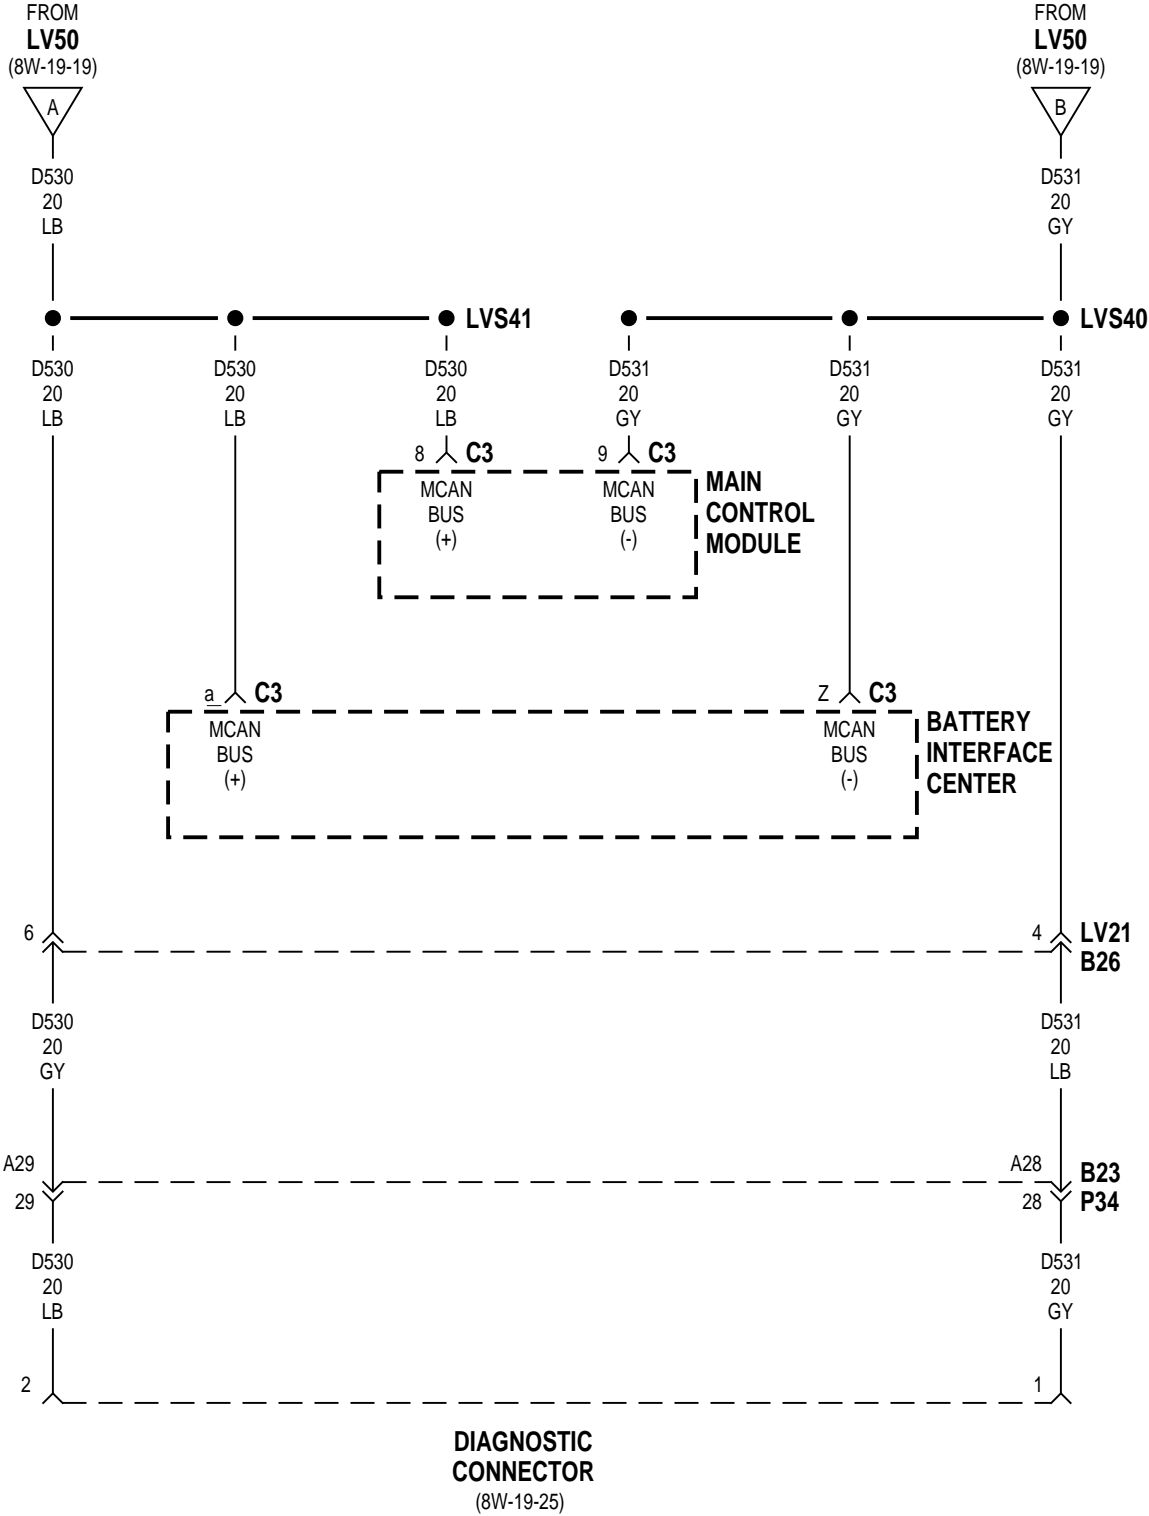 FROM
LV50
(8W-19-19)
A
D530
20
LB
FROM
LV50
(8W-19-19)
B
D531
20
GY
LVS41
LVS40
D530
20
LB
D530
20
LB
D530
20
LB
D531
20
GY
D531
20
GY
D531
20
GY
8 C3
9 C3
MCAN
BUS
(+)
MCAN
BUS
(-)
MAIN
CONTROL
MODULE
a C3
Z C3
MCAN
BUS
(+)
MCAN
BUS
(-)
BATTERY
INTERFACE
CENTER
6
4 LV21
B26
D530
20
GY
D531
20
LB
A29
29
A28 B23
28 P34
D530
20
LB
D531
20
GY
2
1
DIAGNOSTIC
CONNECTOR
(8W-19-25)